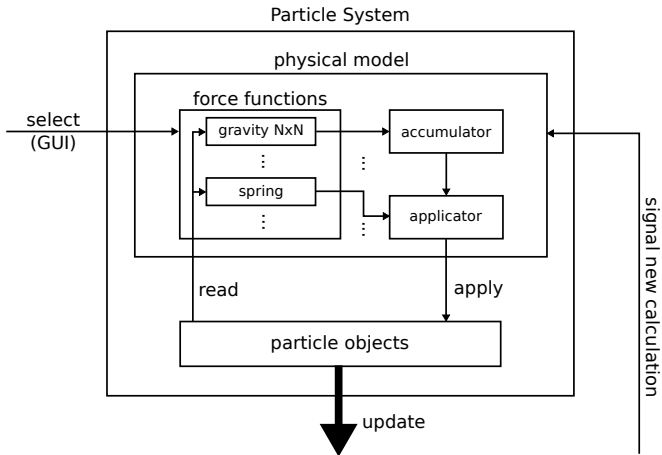 Particle System
physical model
force functions
select
(GUI)
gravity NxN
accumulator
⋮
⋮
spring
applicator
⋮
⋮
read
apply
signal new calculation
particle objects
update